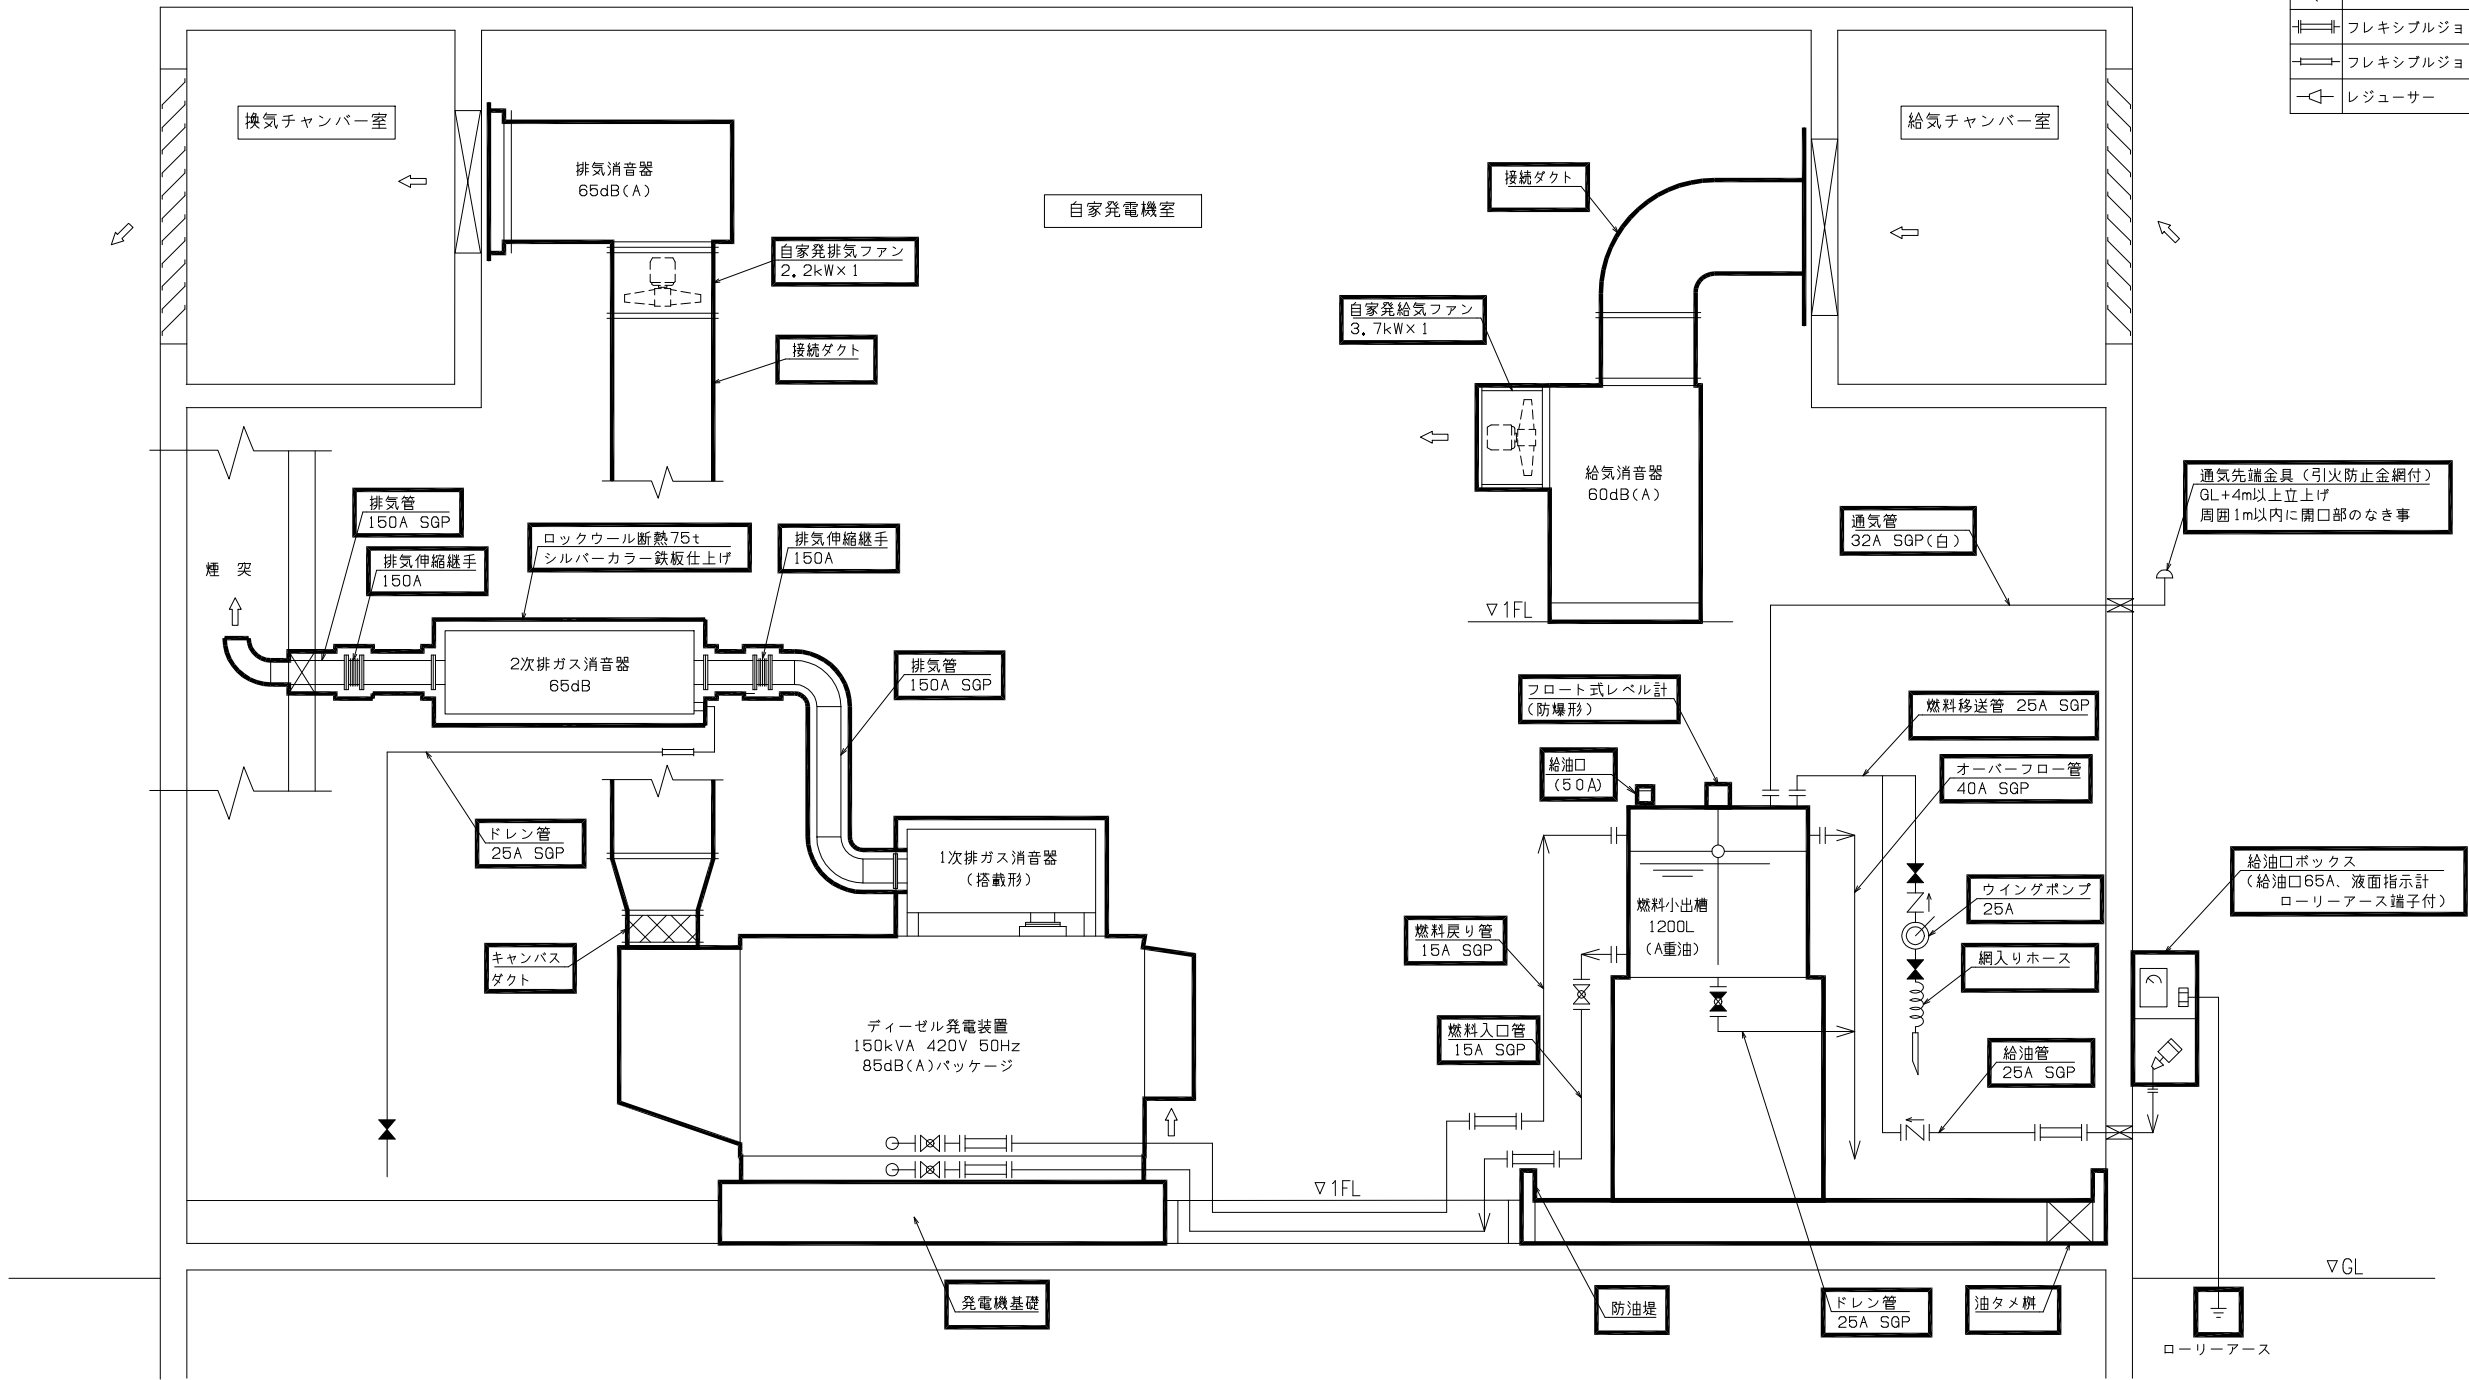 フレキシブルジョ
フレキシブルジョ
レジューサー
換気チャンバー室
給気チャンバー室
排気消音器
65dB(A)
接続ダクト
自家発電機室
自家発排気ファン
2.2kW×1
自家発給気ファン
3.7kW×1
接続ダクト
給気消音器
60dB(A)
通気先端金具(引火防止金網付)
GL+4m以上立上げ
周囲1m以内に開口部のなき事
排気管
150A SGP
ロックウール断熱75t
シルバーカラー鉄板仕上げ
排気伸縮継手
150A
通気管
32A SGP(白)
排気伸縮継手
150A
煙 突
▽1FL
2次排ガス消音器
65dB
排気管
150A SGP
フロート式レベル計
(防爆形)
燃料移送管 25A SGP
給油口
(50A)
オーバーフロー管
40A SGP
ドレン管
25A SGP
1次排ガス消音器
(搭載形)
給油口ボックス
(給油口65A、液面指示計
ローリーアース端子付)
ウイングポンプ
25A
燃料小出槽
1200L
(A重油)
燃料戻り管
15A SGP
キャンバス
ダクト
網入りホース
ディーゼル発電装置
150kVA 420V 50Hz
85dB(A)パッケージ
燃料入口管
15A SGP
給油管
25A SGP
▽1FL
▽GL
発電機基礎
防油堤
ドレン管
25A SGP
油タメ桝
ローリーアース